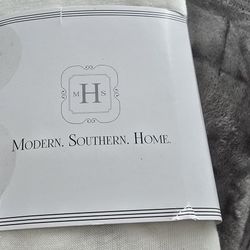 M H S
MODERN. SOUTHERN. HOME.